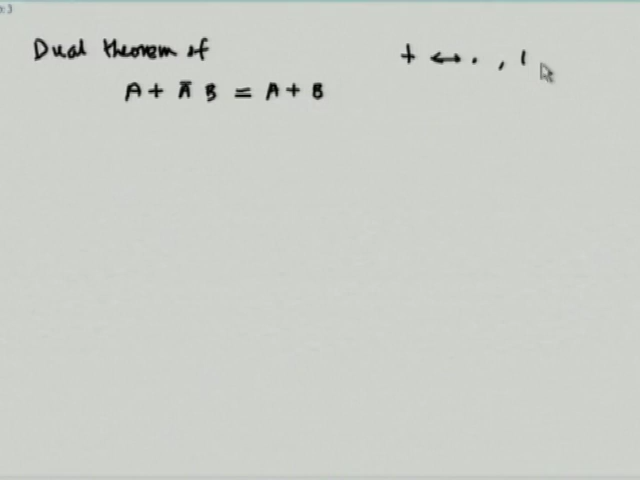 Dual theorem of
+ ↔ · , 1
A + A̅ B = A + B